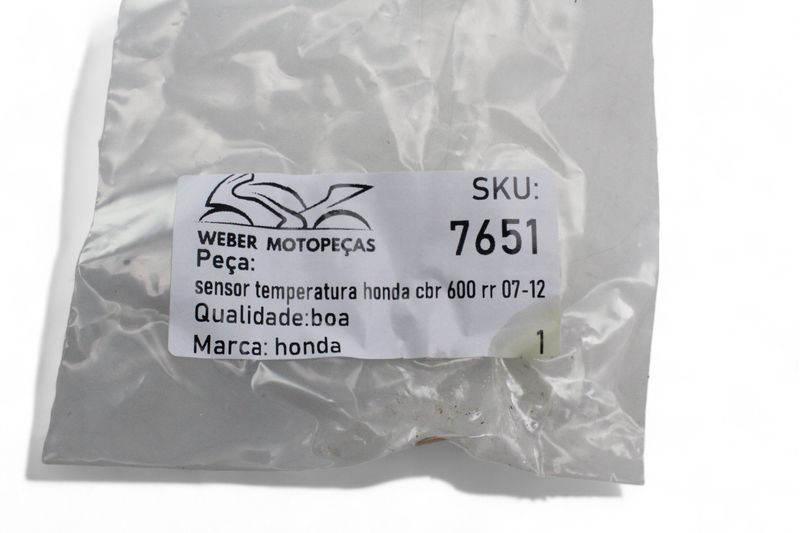 SKU:
7651
WEBER MOTOPEÇAS
Peça:
sensor temperatura honda cbr 600 rr 07-12
Qualidade:boa
Marca: honda
1